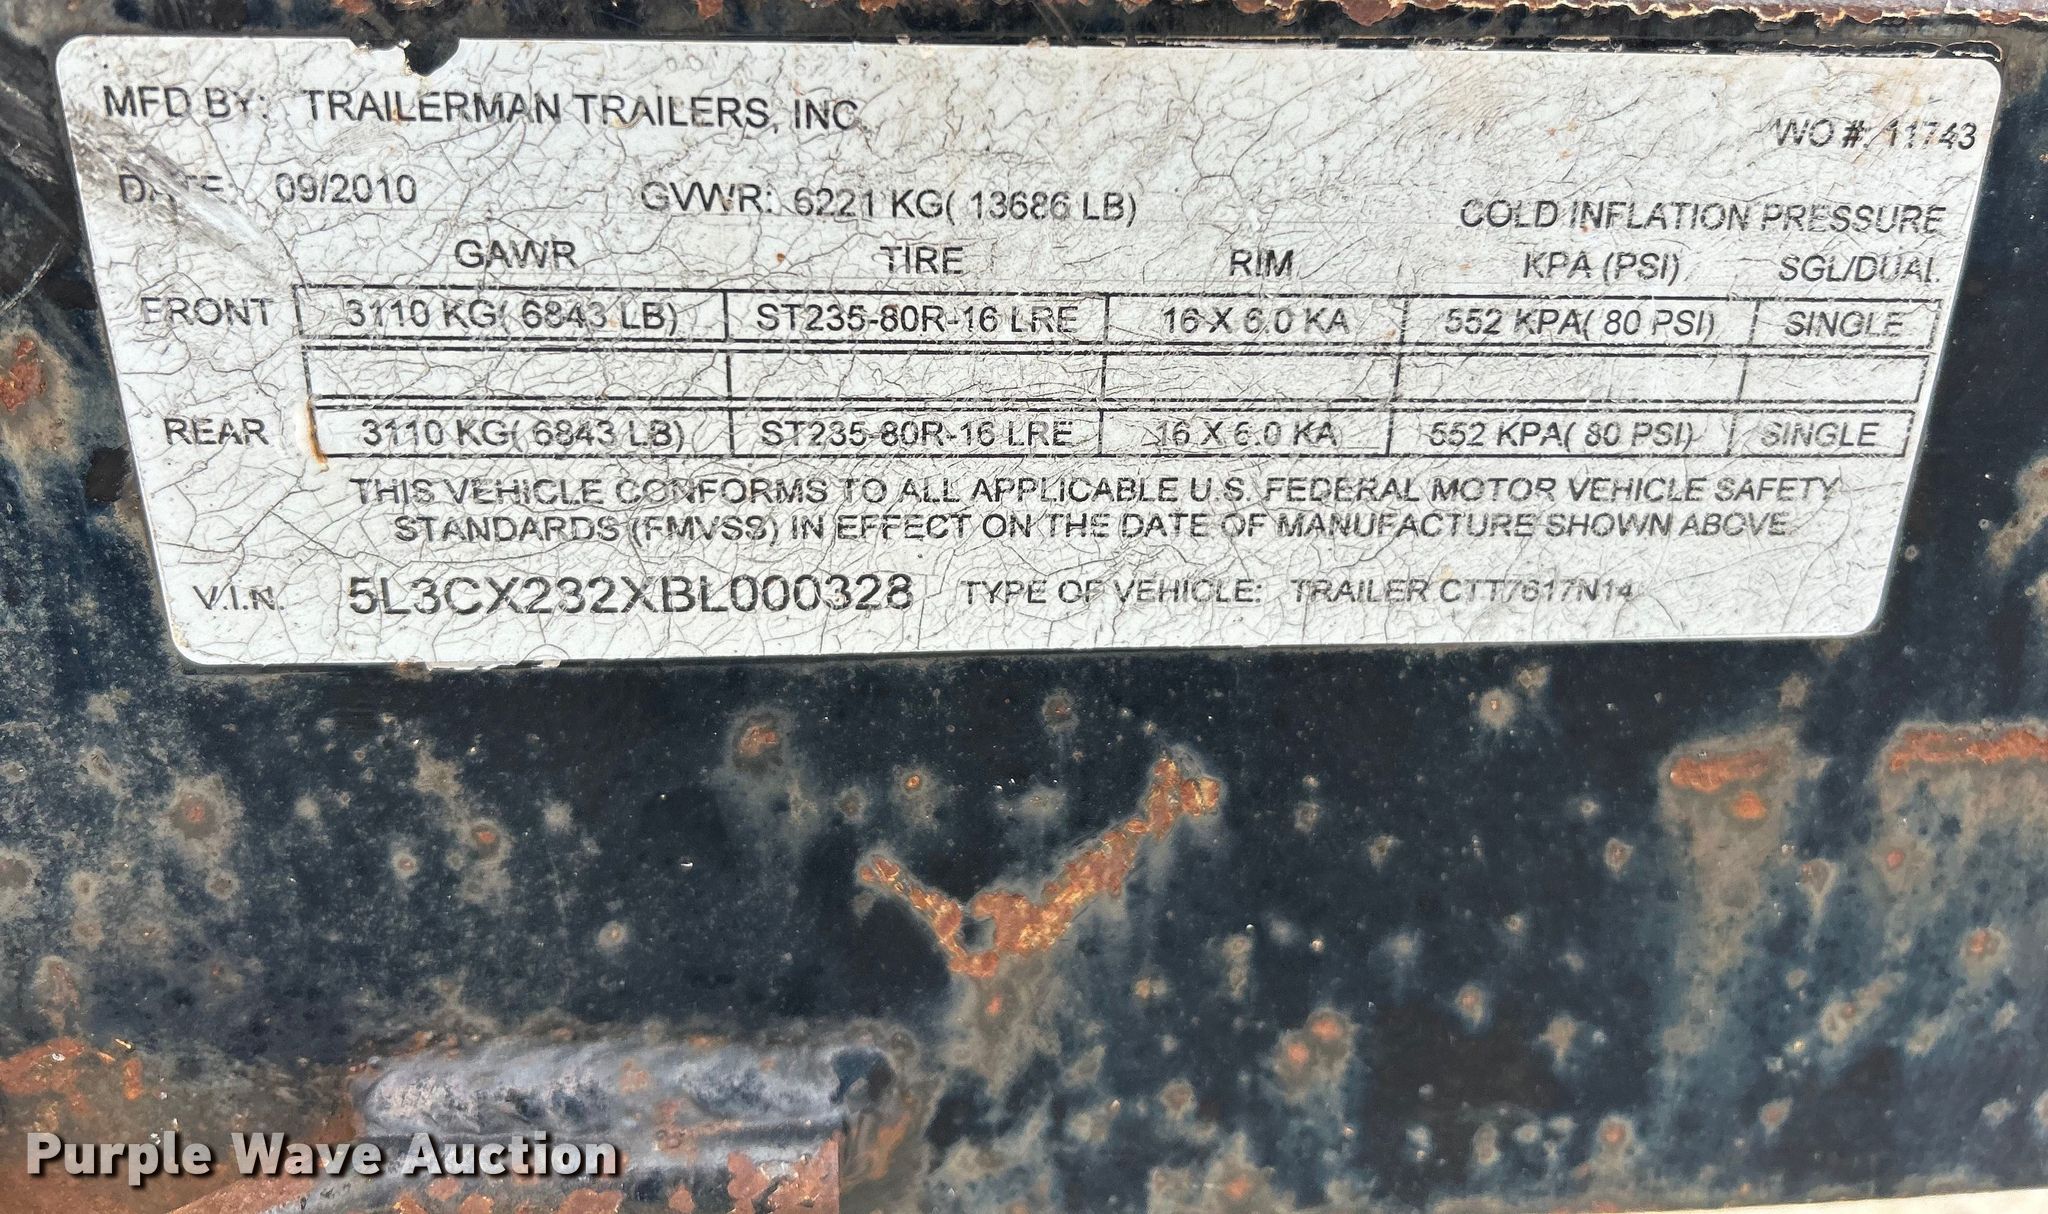 MFD BY: TRAILERMAN TRAILERS, INC.
WO #: 11743
DATE: 09/2010 GVWR: 6221 KG( 13686 LB)
COLD INFLATION PRESSURE
GAWR TIRE RIM KPA (PSI) SGL/DUAL
FRONT 3110 KG( 6843 LB) ST235-80R-16 LRE 16 X 6.0 KA 552 KPA( 80 PSI) SINGLE
REAR 3110 KG( 6843 LB) ST235-80R-16 LRE 16 X 6.0 KA 552 KPA( 80 PSI) SINGLE
THIS VEHICLE CONFORMS TO ALL APPLICABLE U.S. FEDERAL MOTOR VEHICLE SAFETY
STANDARDS (FMVSS) IN EFFECT ON THE DATE OF MANUFACTURE SHOWN ABOVE.
V.I.N. 5L3CX232XBL000328 TYPE OF VEHICLE: TRAILER CTT7617N14
Purple Wave Auction